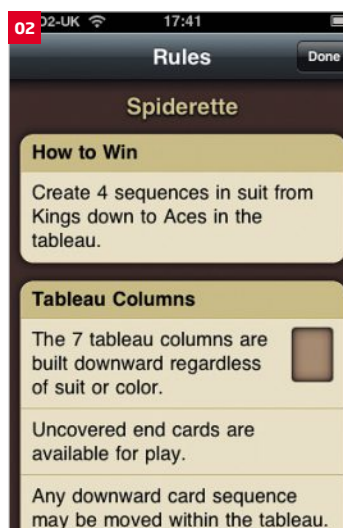 02
O2-UK 17:41
Rules Done
Spiderette
How to Win
Create 4 sequences in suit from
Kings down to Aces in the
tableau.
Tableau Columns
The 7 tableau columns are
built downward regardless
of suit or color.
Uncovered end cards are
available for play.
Any downward card sequence
may be moved within the tableau.